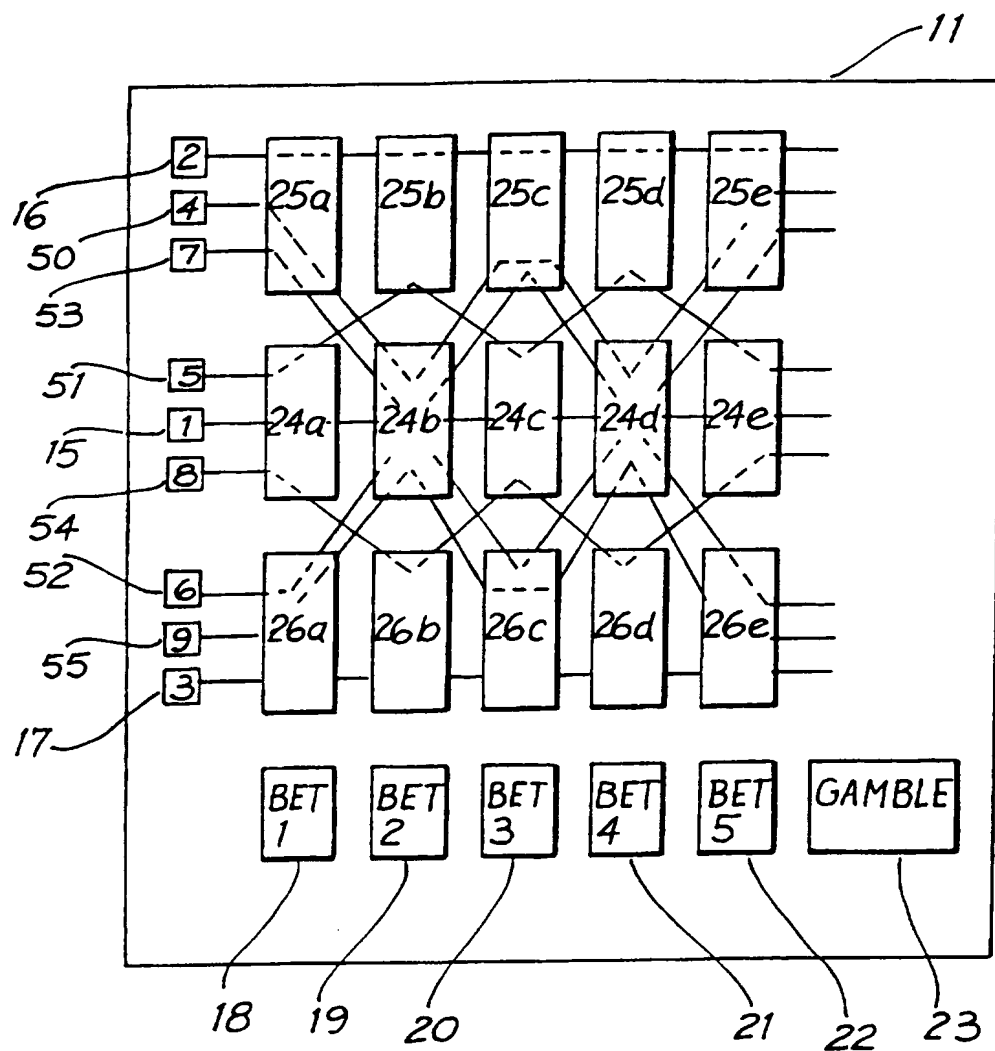 11
2
25a 25b 25c 25d 25e
16
4
50
7
53
5
51
1
24a 24b 24c 24d 24e
15
8
54
52
6
26a 26b 26c 26d 26e
9
55
3
17
BET 1
BET 2
BET 3
BET 4
BET 5
GAMBLE
18 19 20 21 22 23